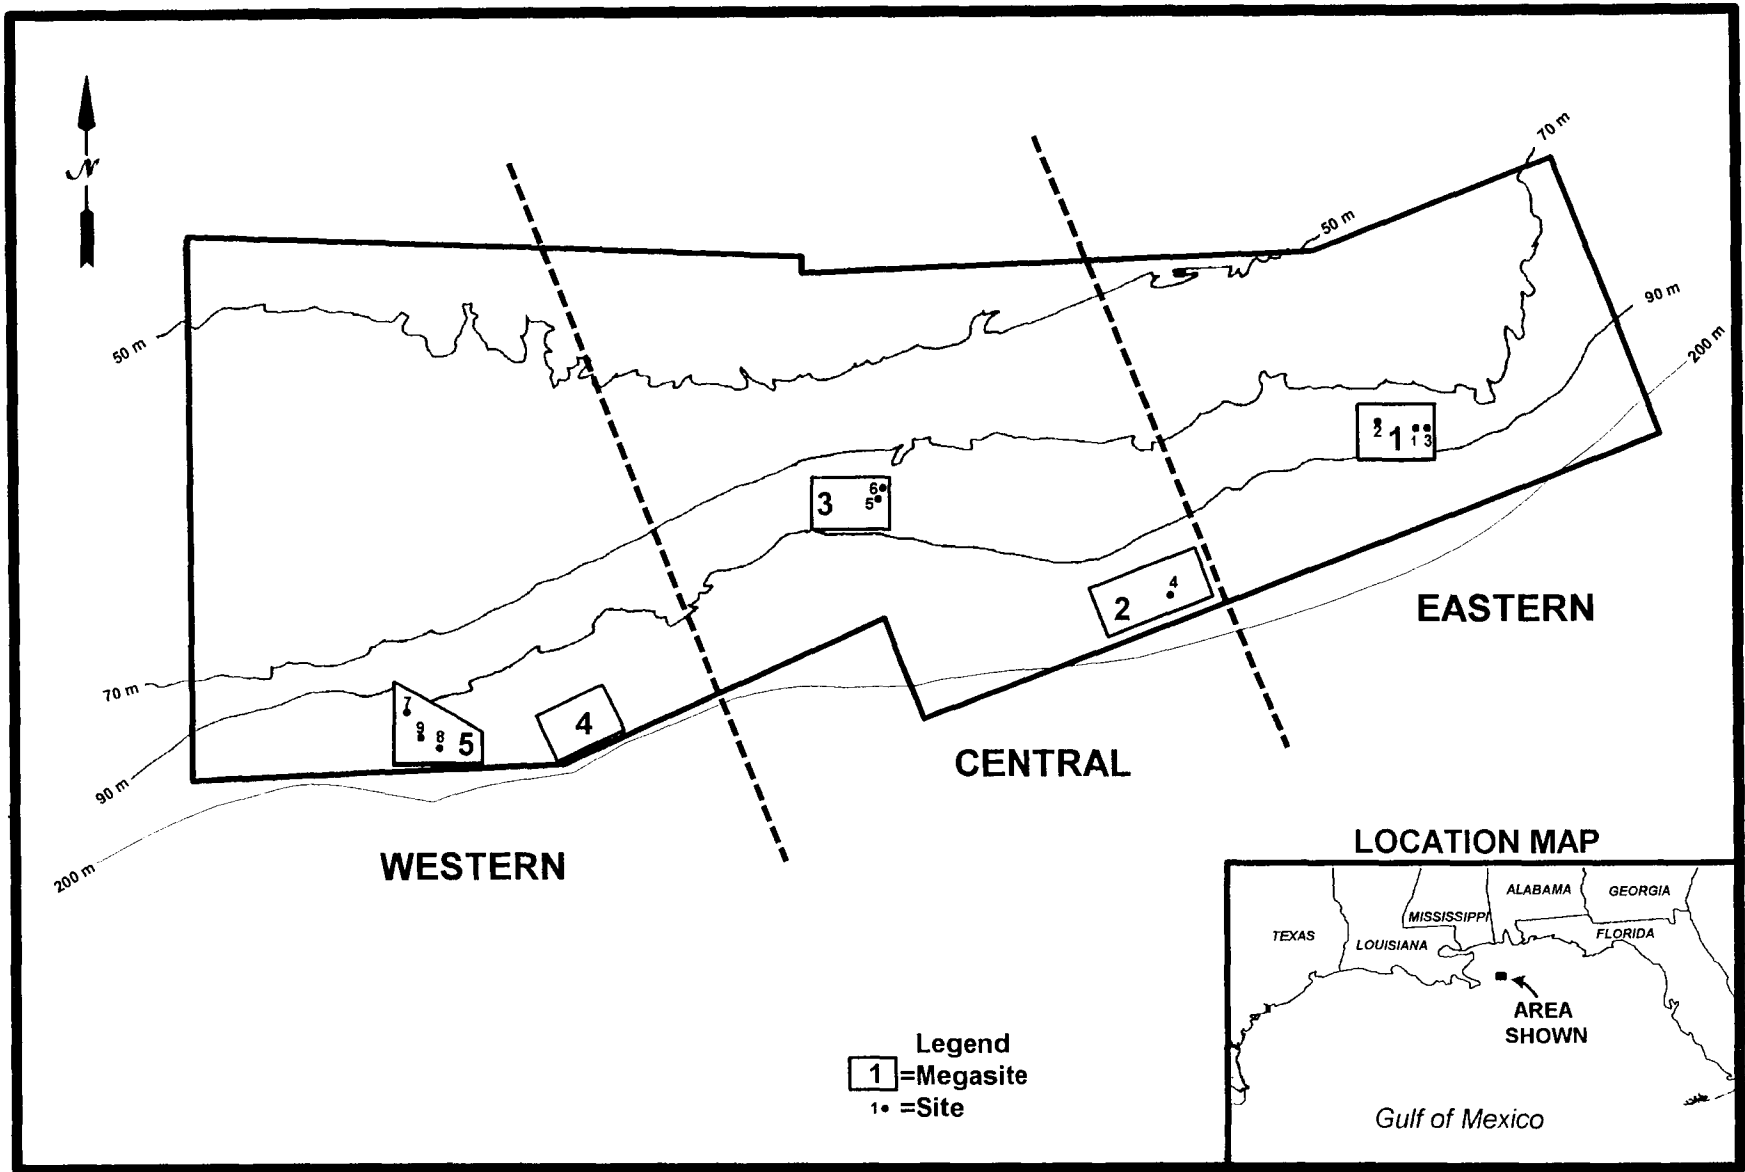 N
70 m
50 m
90 m
200 m
50 m
2
1
1
3
3
6
5
4
2
EASTERN
70 m
7
9
8
5
4
90 m
CENTRAL
200 m
WESTERN
LOCATION MAP
ALABAMA
GEORGIA
MISSISSIPPI
TEXAS
LOUISIANA
FLORIDA
AREA
SHOWN
Gulf of Mexico
Legend
1 =Megasite
1• =Site